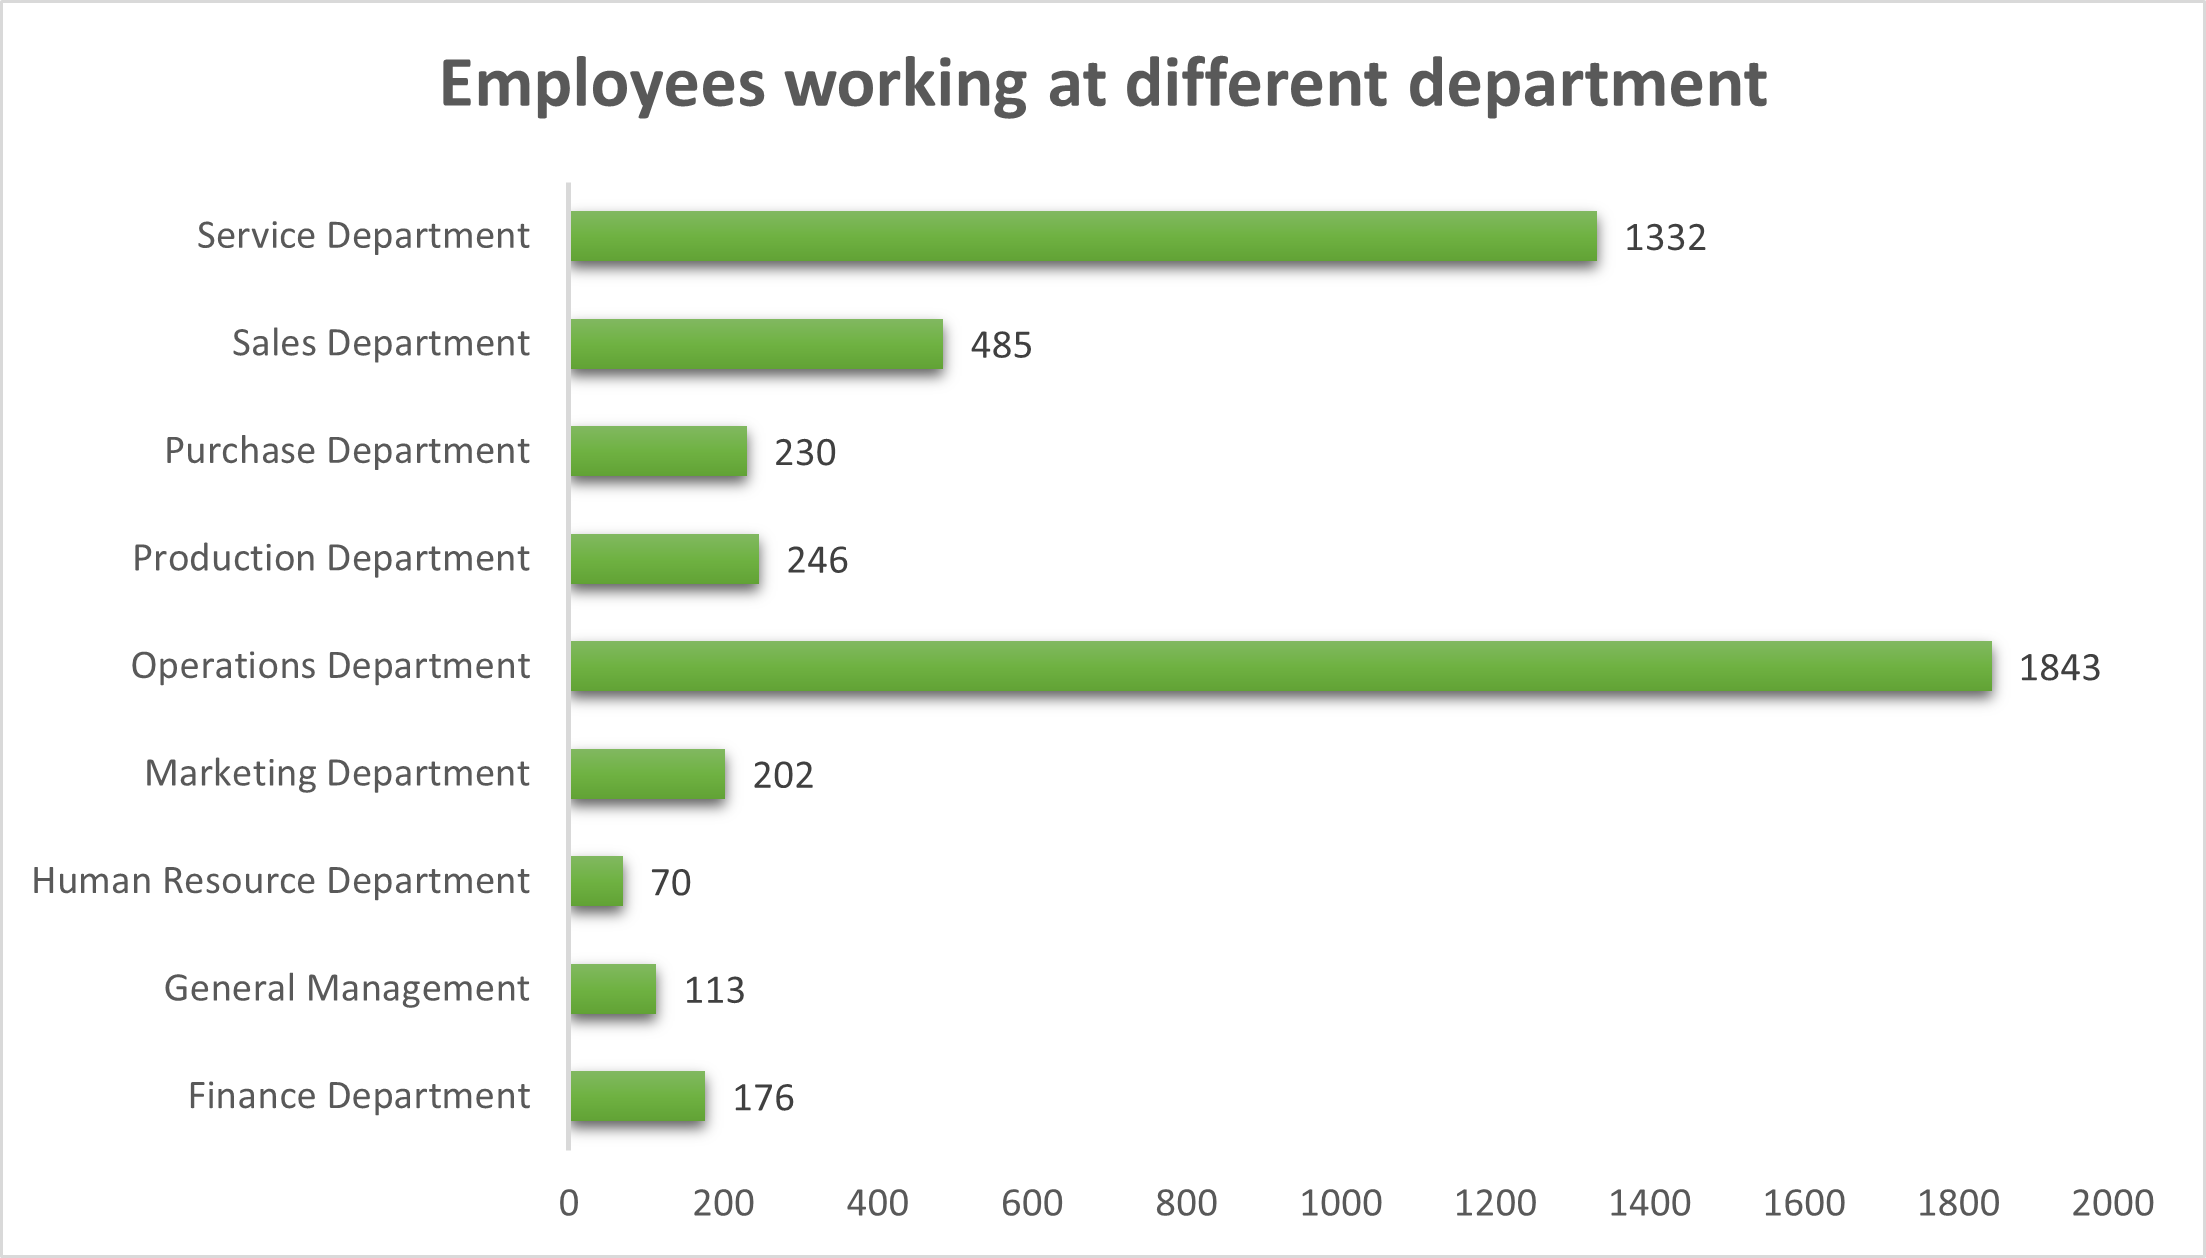 Employees working at different department
Service Department 1332
Sales Department 485
Purchase Department 230
Production Department 246
Operations Department 1843
Marketing Department 202
Human Resource Department 70
General Management 113
Finance Department 176
0 200 400 600 800 1000 1200 1400 1600 1800 2000